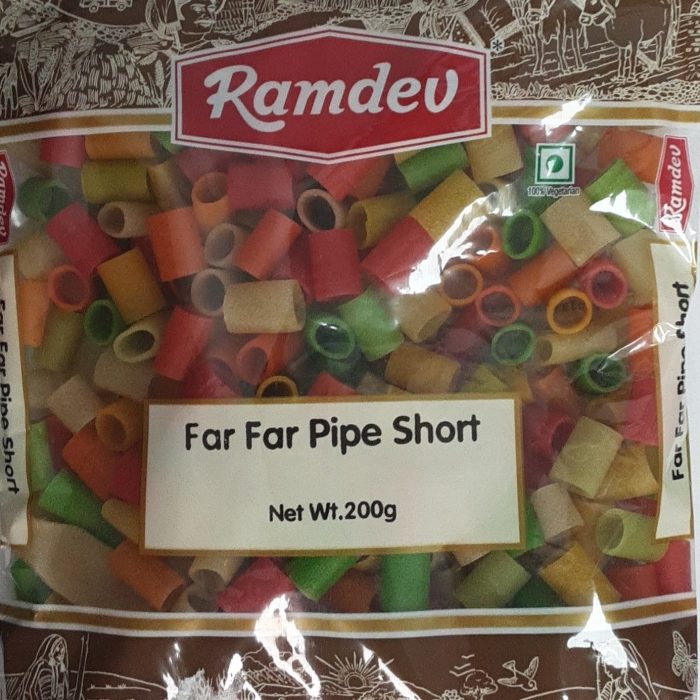 Ramdev
100% Vegetarian
Ramdev
Ramdev
Far Far Pipe Short
Far Far Pipe Short
Far Far Pipe Short
Net Wt.200g